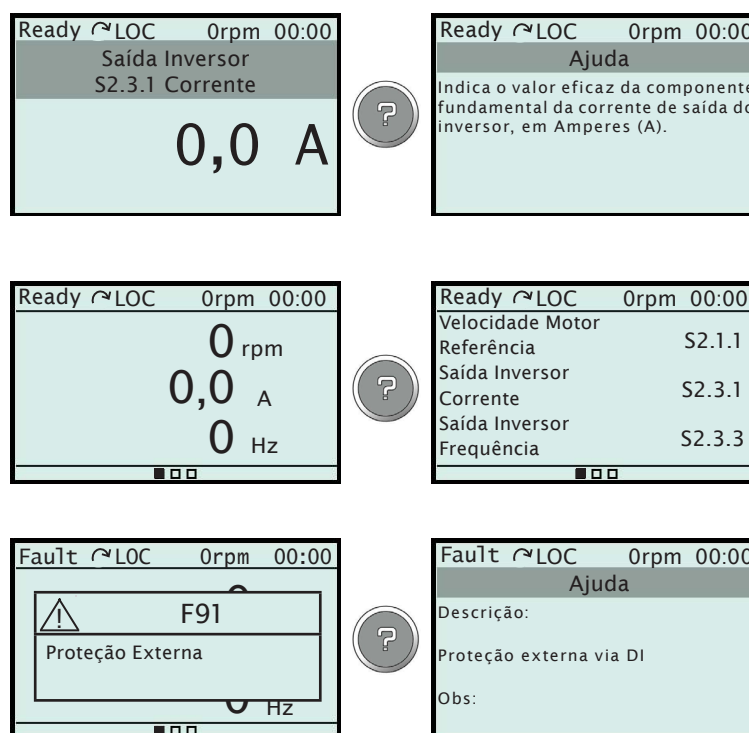 Ready LOC 0rpm 00:00
Saída Inversor
S2.3.1 Corrente
0,0 A
?
Ready LOC 0rpm 00:00
Ajuda
Indica o valor eficaz da componente
fundamental da corrente de saída do
inversor, em Amperes (A).
Ready LOC 0rpm 00:00
0 rpm
0,0 A
0 Hz
?
Ready LOC 0rpm 00:00
Velocidade Motor
Referência S2.1.1
Saída Inversor
Corrente S2.3.1
Saída Inversor
Frequência S2.3.3
Fault LOC 0rpm 00:00
F91
Proteção Externa
Hz
?
Fault LOC 0rpm 00:00
Ajuda
Descrição:
Proteção externa via DI
Obs: